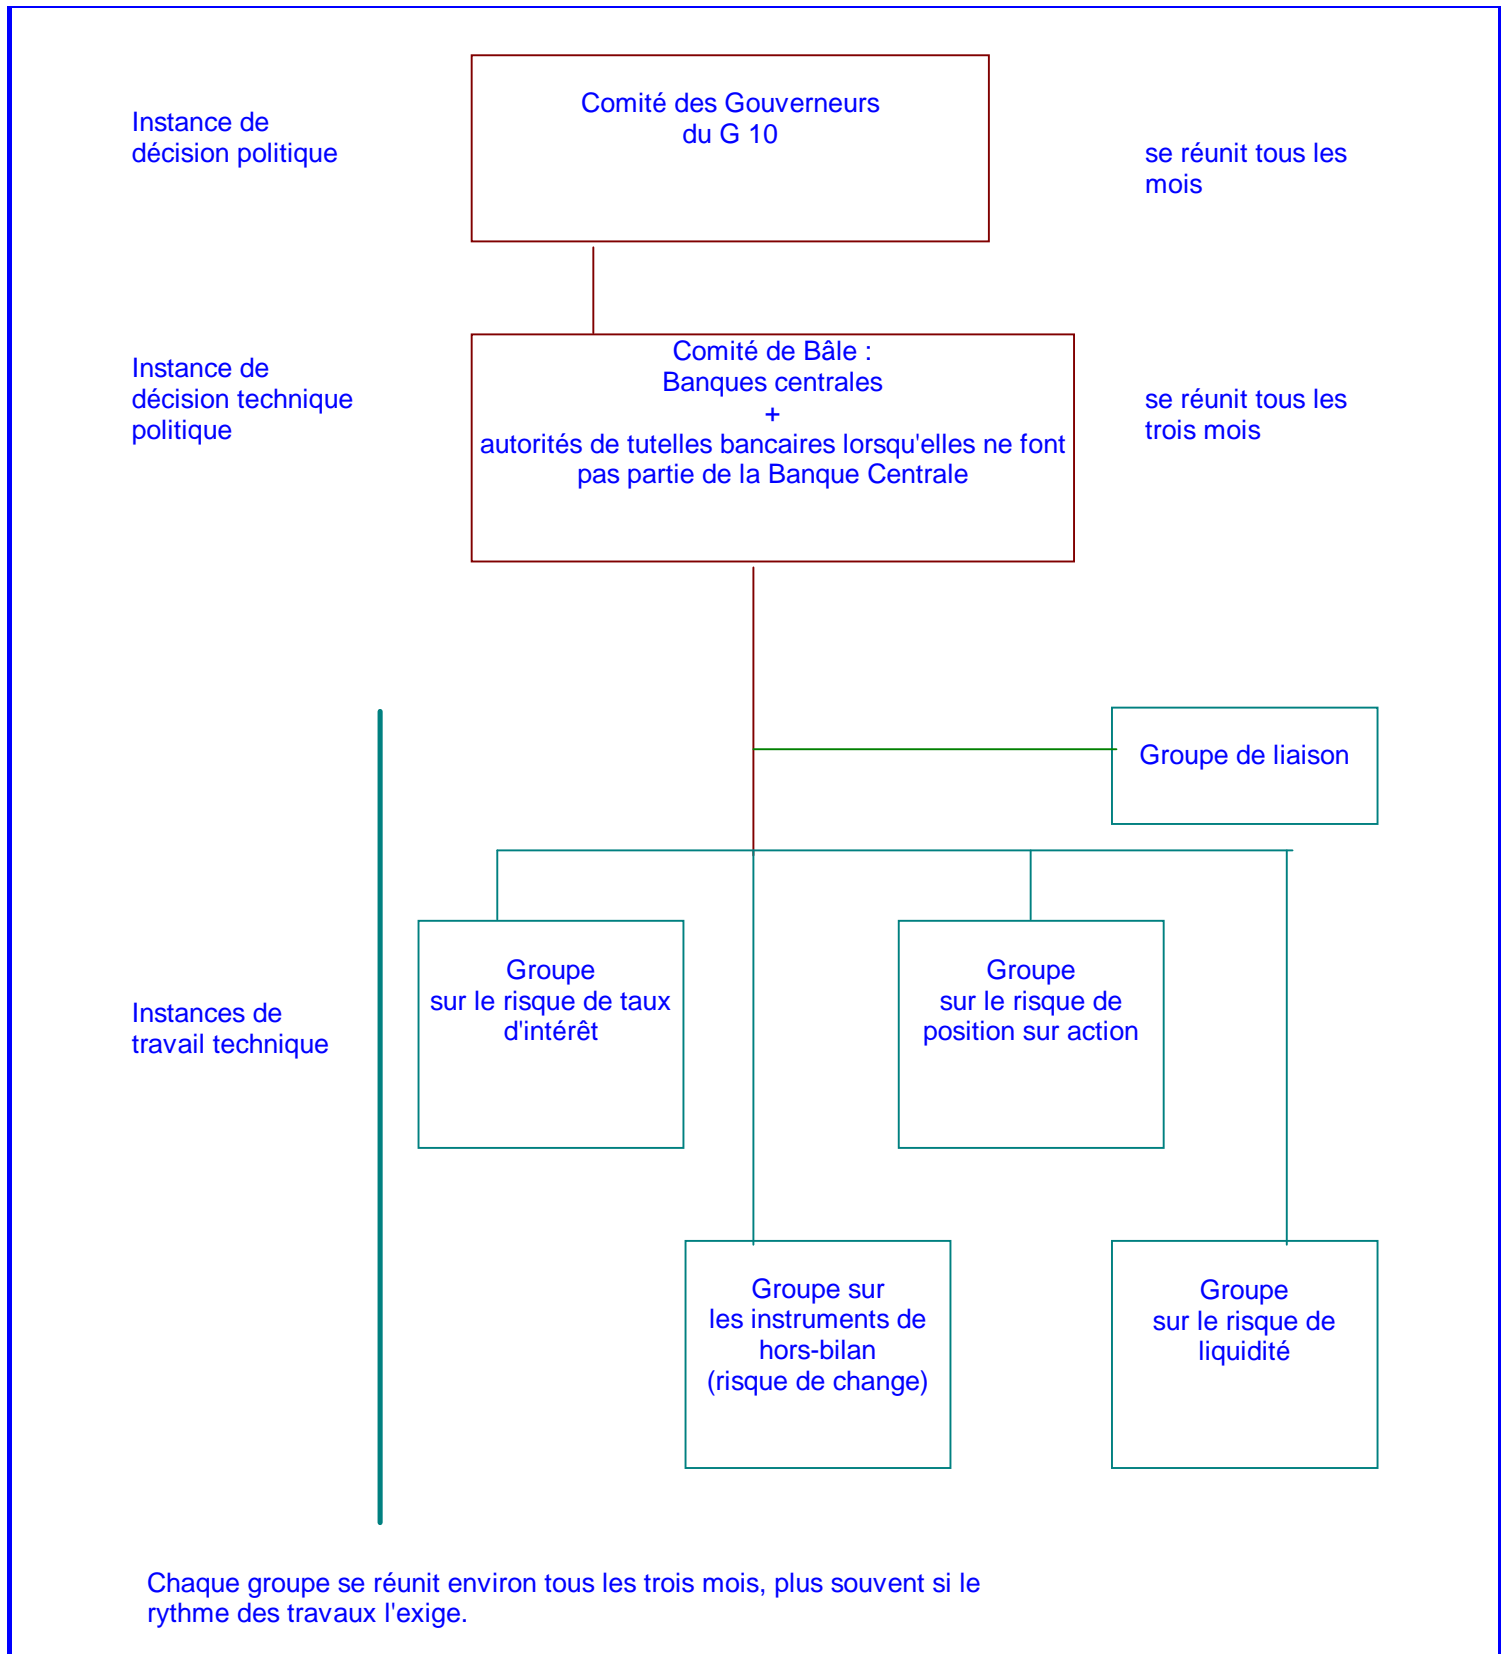 Comité des Gouverneurs
du G 10
Instance de
décision politique
se réunit tous les
mois
Comité de Bâle :
Banques centrales
+
autorités de tutelles bancaires lorsqu'elles ne font
pas partie de la Banque Centrale
Instance de
décision technique
politique
se réunit tous les
trois mois
Groupe de liaison
Groupe
sur le risque de taux
d'intérêt
Groupe
sur le risque de
position sur action
Instances de
travail technique
Groupe sur
les instruments de
hors-bilan
(risque de change)
Groupe
sur le risque de
liquidité
Chaque groupe se réunit environ tous les trois mois, plus souvent si le
rythme des travaux l'exige.